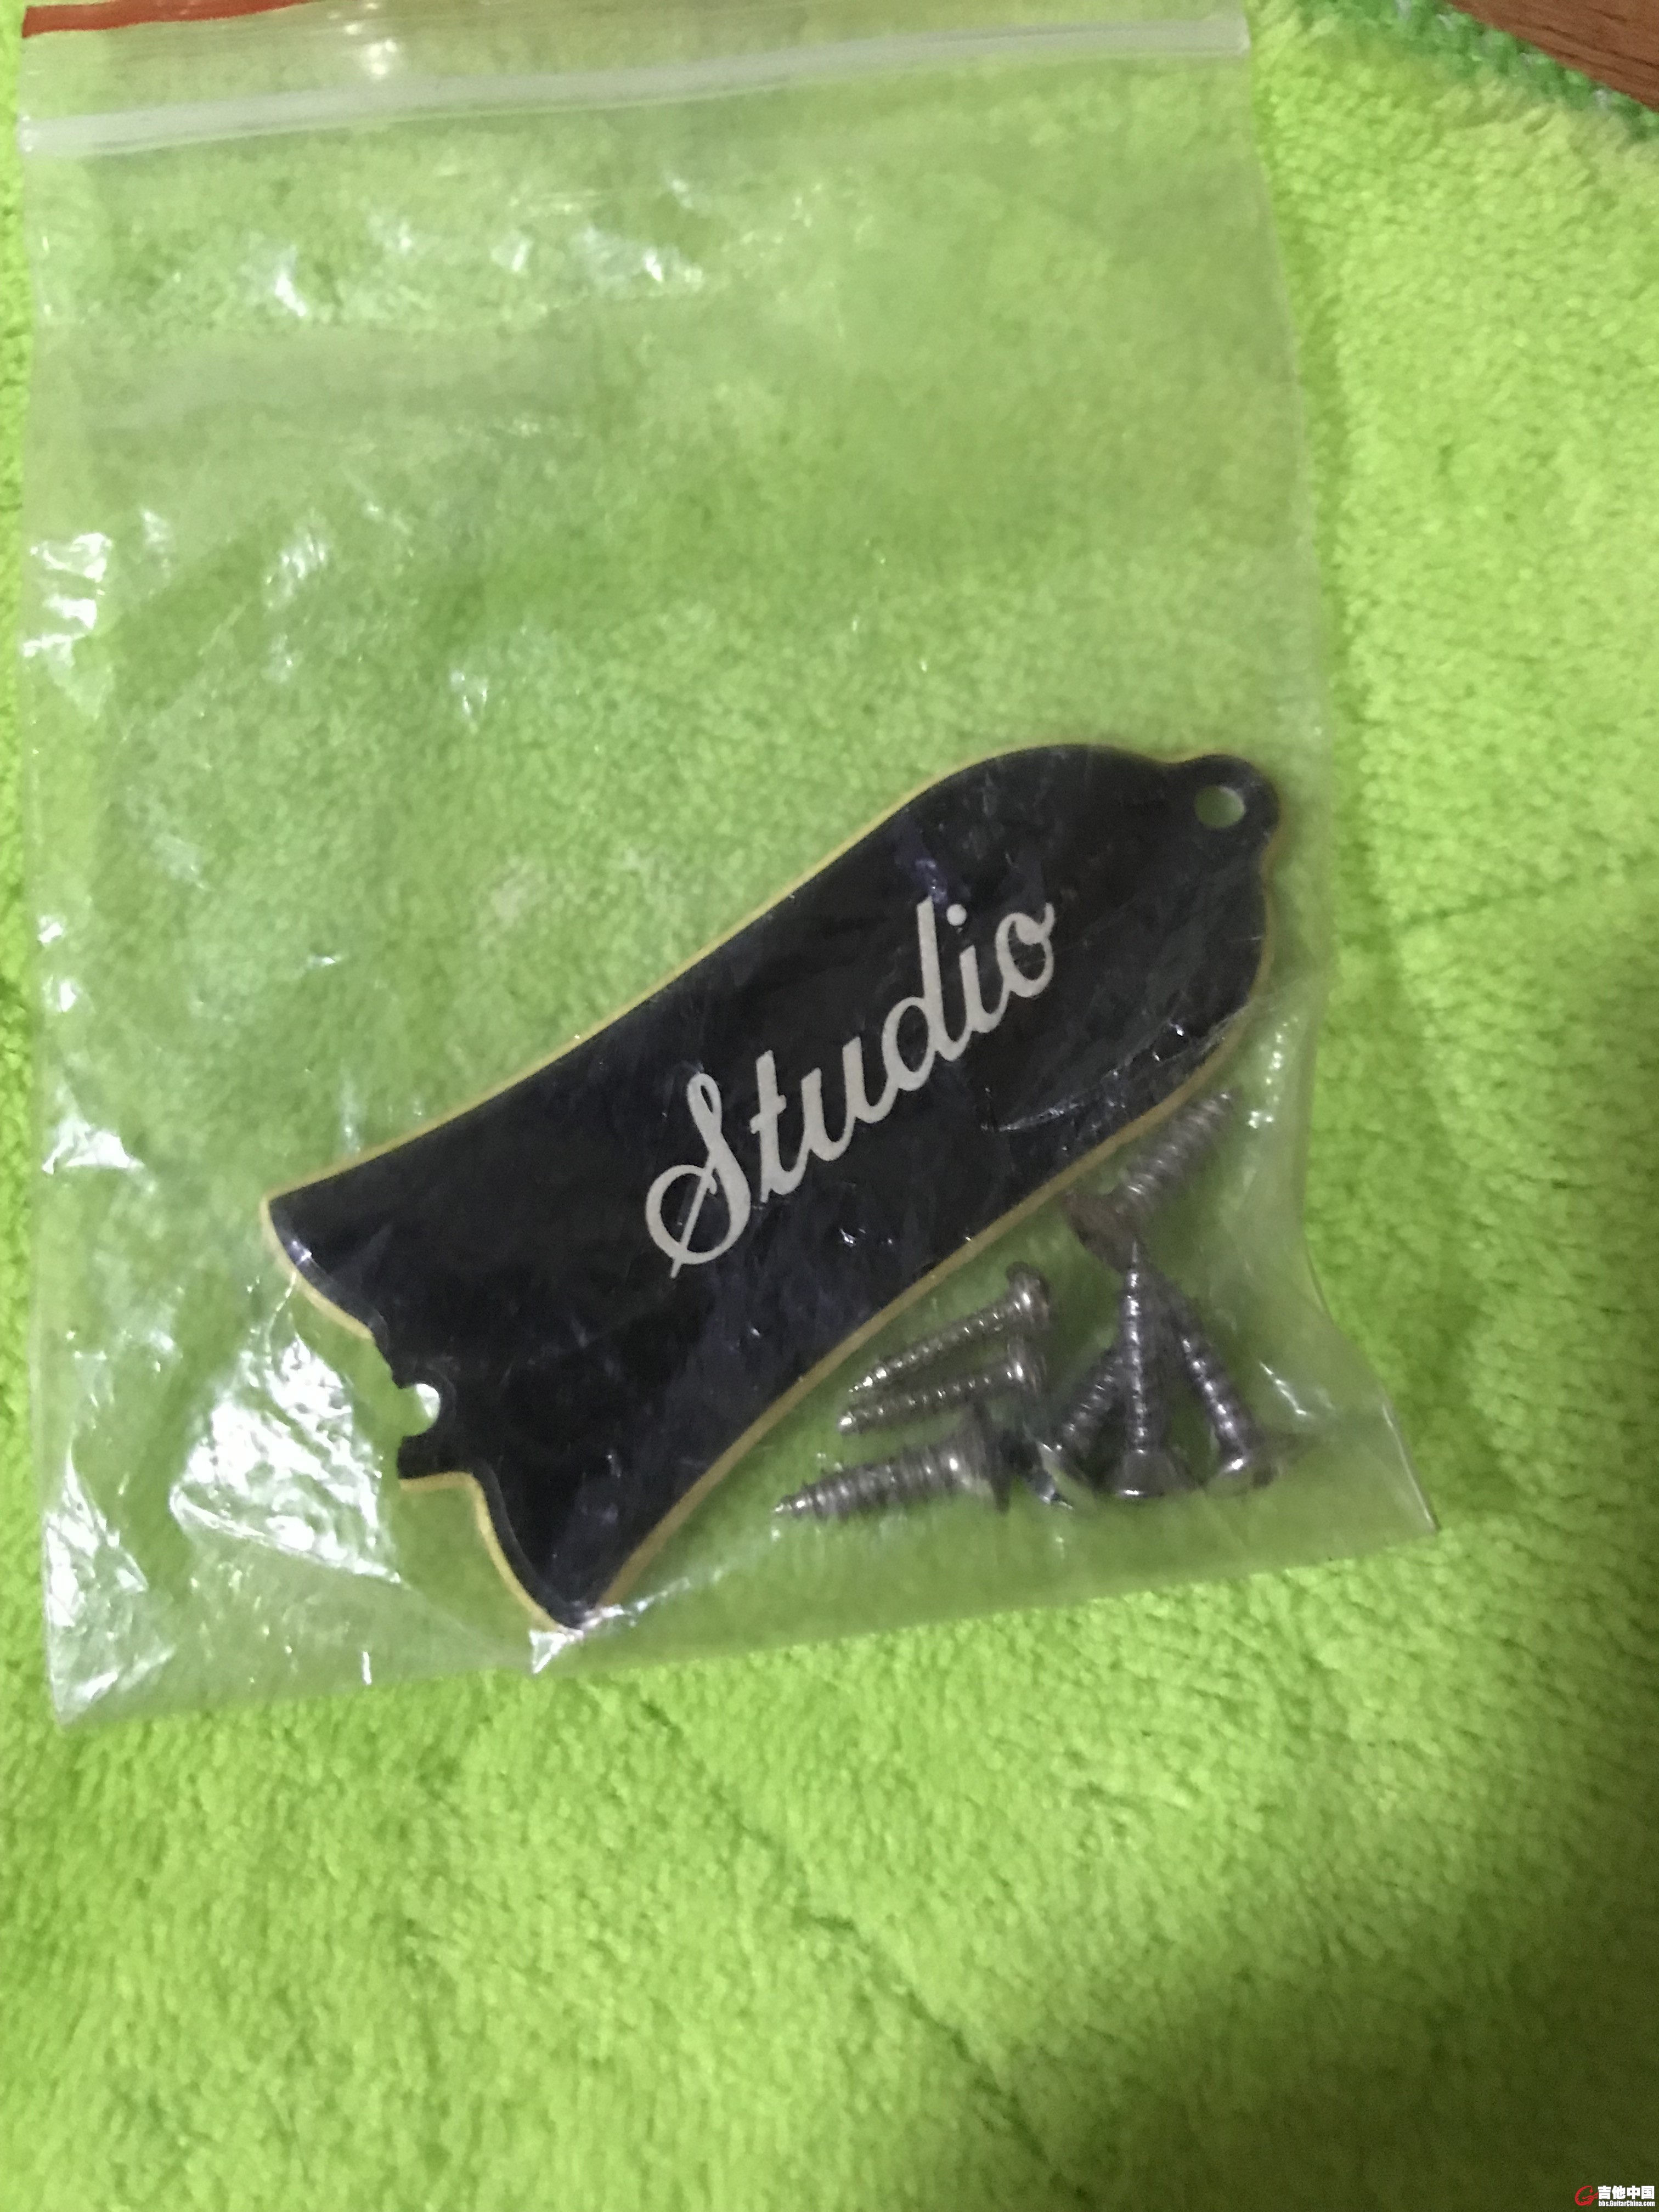 Studio
吉他中国
bbs.GuitarChina.com